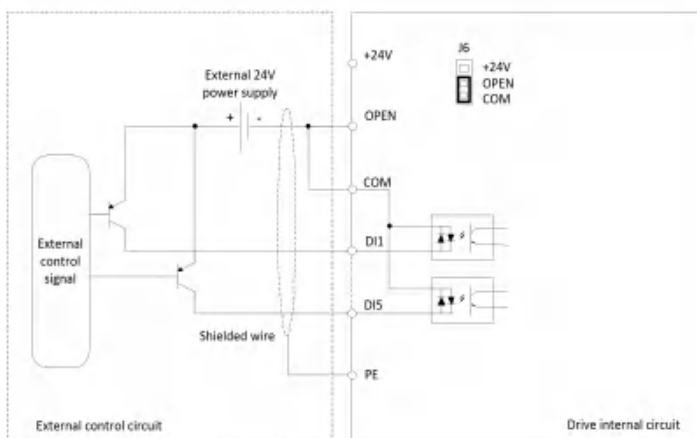 +24V
J6
+24V
OPEN
COM
External 24V
power supply
+ -
OPEN
COM
External
control
signal
DI1
DI5
Shielded wire
PE
External control circuit
Drive internal circuit